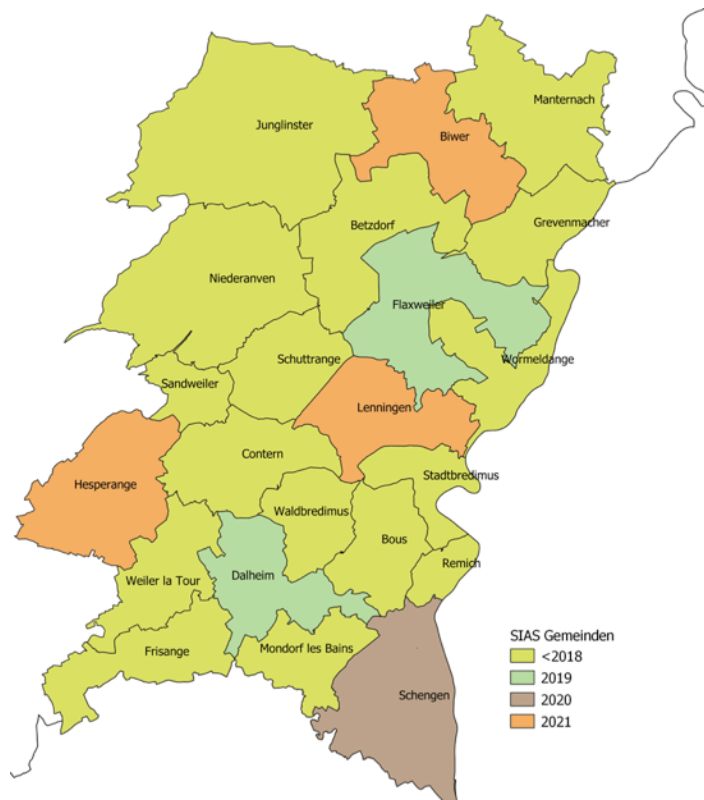 Manternach
Junglinster
Biwer
Betzdorf
Grevenmacher
Niederanven
Flaxweiler
Schuttrange
Wormeldange
Sandweiler
Lenningen
Contern
Stadtbredimus
Hesperange
Waldbredimus
Bous
Remich
Dalheim
Weiler la Tour
Mondorf les Bains
Frisange
Schengen
SIAS Gemeinden
<2018
2019
2020
2021